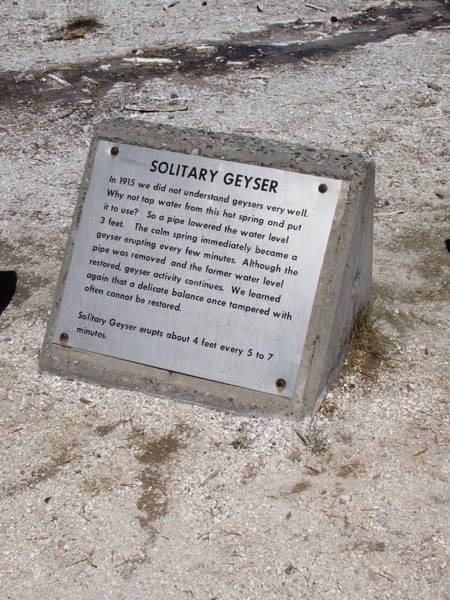 SOLITARY GEYSER
In 1915 we did not understand geysers very well.
Why not tap water from this hot spring and put
it to use? So a pipe lowered the water level
3 feet. The calm spring immediately became a
geyser erupting every few minutes. Although the
pipe was removed and the former water level
restored, geyser activity continues. We learned
again that a delicate balance once tampered with
often cannot be restored.
Solitary Geyser erupts about 4 feet every 5 to 7
minutes.